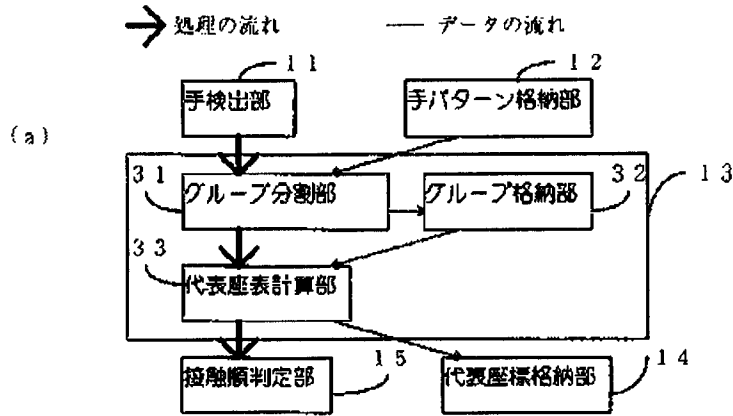 処理の流れ データの流れ
11 12
手検出部 手パターン格納部
(a)
31 グループ分割部 グループ格納部 32 13
33
代表座表計算部
接触順判定部 15 代表座標格納部 14